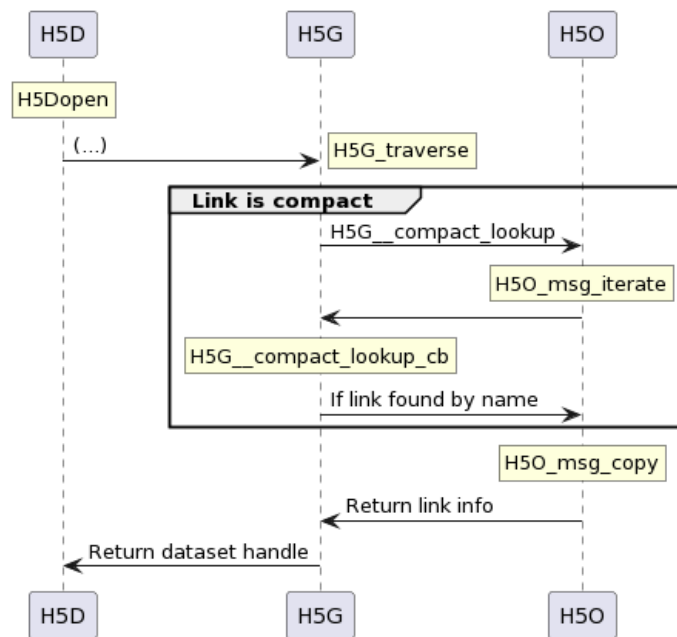 H5D H5G H5O
H5Dopen
(...)
H5G_traverse
Link is compact
H5G__compact_lookup
H5O_msg_iterate
H5G__compact_lookup_cb
If link found by name
H5O_msg_copy
Return link info
Return dataset handle
H5D H5G H5O